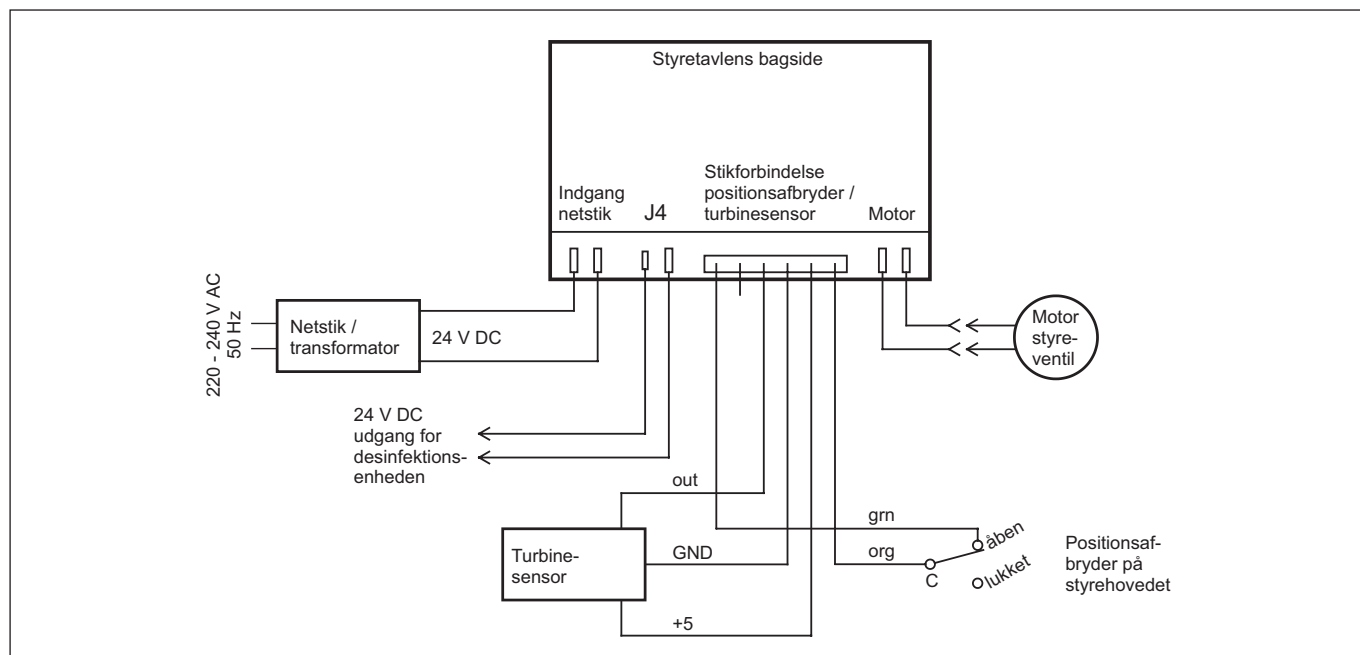 Styretavlens bagside
Indgang
netstik
J4
Stikforbindelse
positionsafbryder /
turbinesensor
Motor
220 - 240 V AC
50 Hz
Netstik /
transformator
24 V DC
Motor
styre-
ventil
24 V DC
udgang for
desinfektions-
enheden
out
grn
åben
Turbine-
sensor
GND
org
C
lukket
Positionsaf-
bryder på
styrehovedet
+5